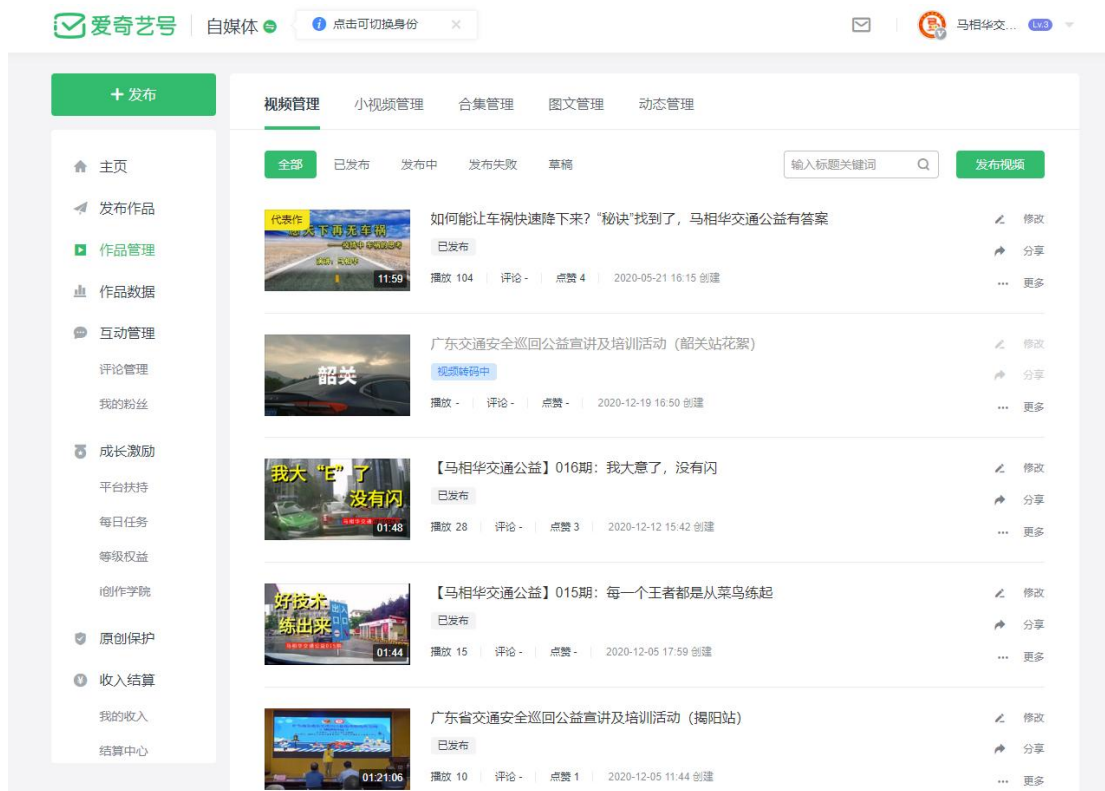 爱奇艺号
自媒体
点击可切换身份
马相华交... Lv.3
+ 发布
主页
发布作品
作品管理
作品数据
互动管理
评论管理
我的粉丝
成长激励
平台扶持
每日任务
等级权益
i创作学院
原创保护
收入结算
我的收入
结算中心
视频管理 小视频管理 合集管理 图文管理 动态管理
全部 已发布 发布中 发布失败 草稿 输入标题关键词 发布视频
代表作
天下再无车祸
演讲：马相华
11:59
如何能让车祸快速降下来？“秘诀”找到了，马相华交通公益有答案
已发布
播放 104 评论 - 点赞 4 2020-05-21 16:15 创建
修改
分享
更多
韶关
广东交通安全巡回公益宣讲及培训活动（韶关站花絮）
视频转码中
播放 - 评论 - 点赞 - 2020-12-19 16:50 创建
修改
分享
更多
我大“E”了
没有闪
01:48
【马相华交通公益】016期：我大意了，没有闪
已发布
播放 28 评论 - 点赞 3 2020-12-12 15:42 创建
修改
分享
更多
好技术
练出来
出入
口口
01:44
【马相华交通公益】015期：每一个王者都是从菜鸟练起
已发布
播放 15 评论 - 点赞 - 2020-12-05 17:59 创建
修改
分享
更多
01:21:06
广东省交通安全巡回公益宣讲及培训活动（揭阳站）
已发布
播放 10 评论 - 点赞 1 2020-12-05 11:44 创建
修改
分享
更多